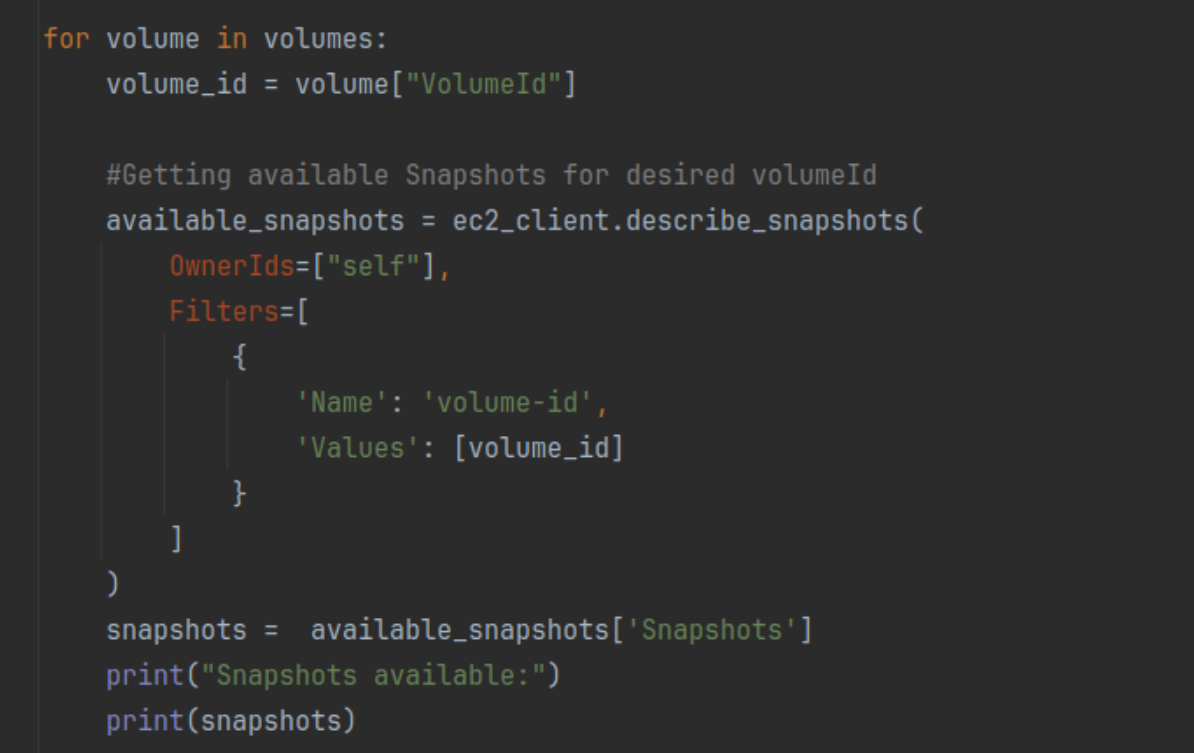 for volume in volumes:
    volume_id = volume["VolumeId"]

    #Getting available Snapshots for desired volumeId
    available_snapshots = ec2_client.describe_snapshots(
        OwnerIds=["self"],
        Filters=[
            {
                'Name': 'volume-id',
                'Values': [volume_id]
            }
        ]
    )
    snapshots =  available_snapshots['Snapshots']
    print("Snapshots available:")
    print(snapshots)